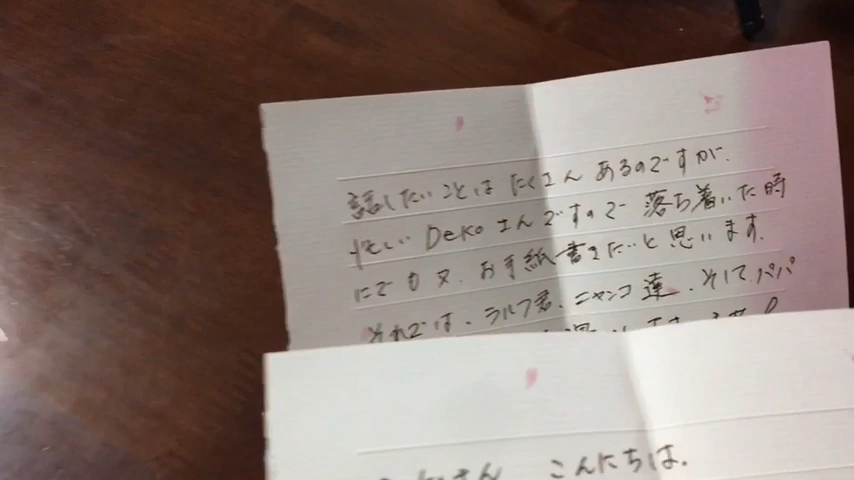 話したいことはたくさんあるのですが、
忙しいDekoさんですので落ち着いた時
にでも又、お手紙書きたいと思います。
それでは、ラルフ君、ニャンコ達、そしてパパ
さん こんにちは。